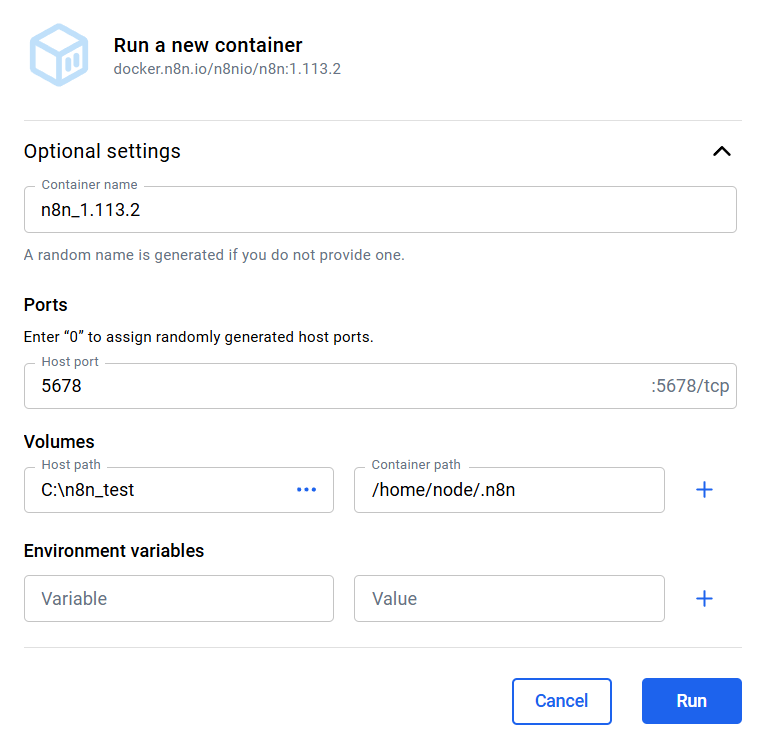 Run a new container
docker.n8n.io/n8nio/n8n:1.113.2
Optional settings
Container name
n8n_1.113.2
A random name is generated if you do not provide one.
Ports
Enter “0” to assign randomly generated host ports.
Host port
5678 :5678/tcp
Volumes
Host path Container path
C:\n8n_test ••• /home/node/.n8n +
Environment variables
Variable Value +
Cancel Run